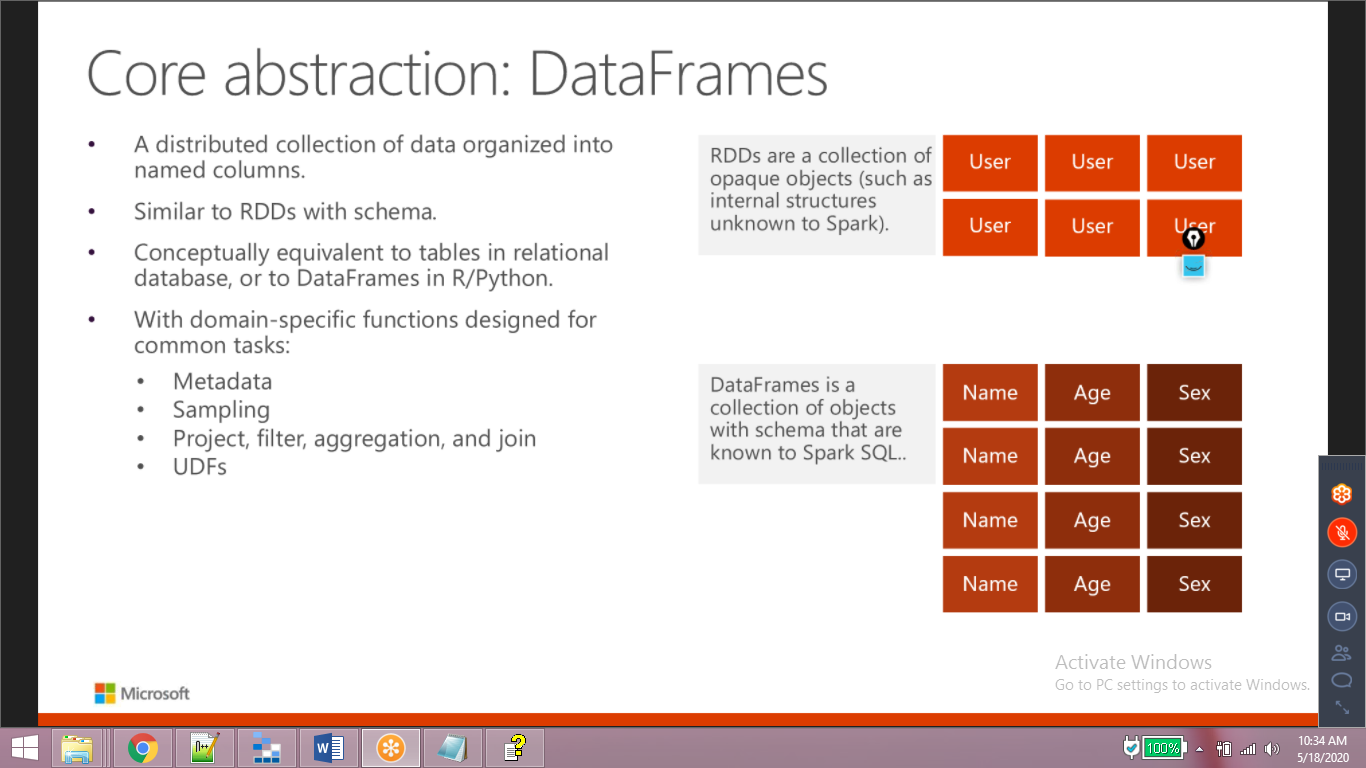 Core abstraction: DataFrames
• A distributed collection of data organized into
named columns.
• Similar to RDDs with schema.
• Conceptually equivalent to tables in relational
database, or to DataFrames in R/Python.
• With domain-specific functions designed for
common tasks:
• Metadata
• Sampling
• Project, filter, aggregation, and join
• UDFs
RDDs are a collection of
opaque objects (such as
internal structures
unknown to Spark).
User User User
User User User
DataFrames is a
collection of objects
with schema that are
known to Spark SQL..
Name Age Sex
Name Age Sex
Name Age Sex
Name Age Sex
Microsoft
Activate Windows
Go to PC settings to activate Windows.
100%
10:34 AM
5/18/2020